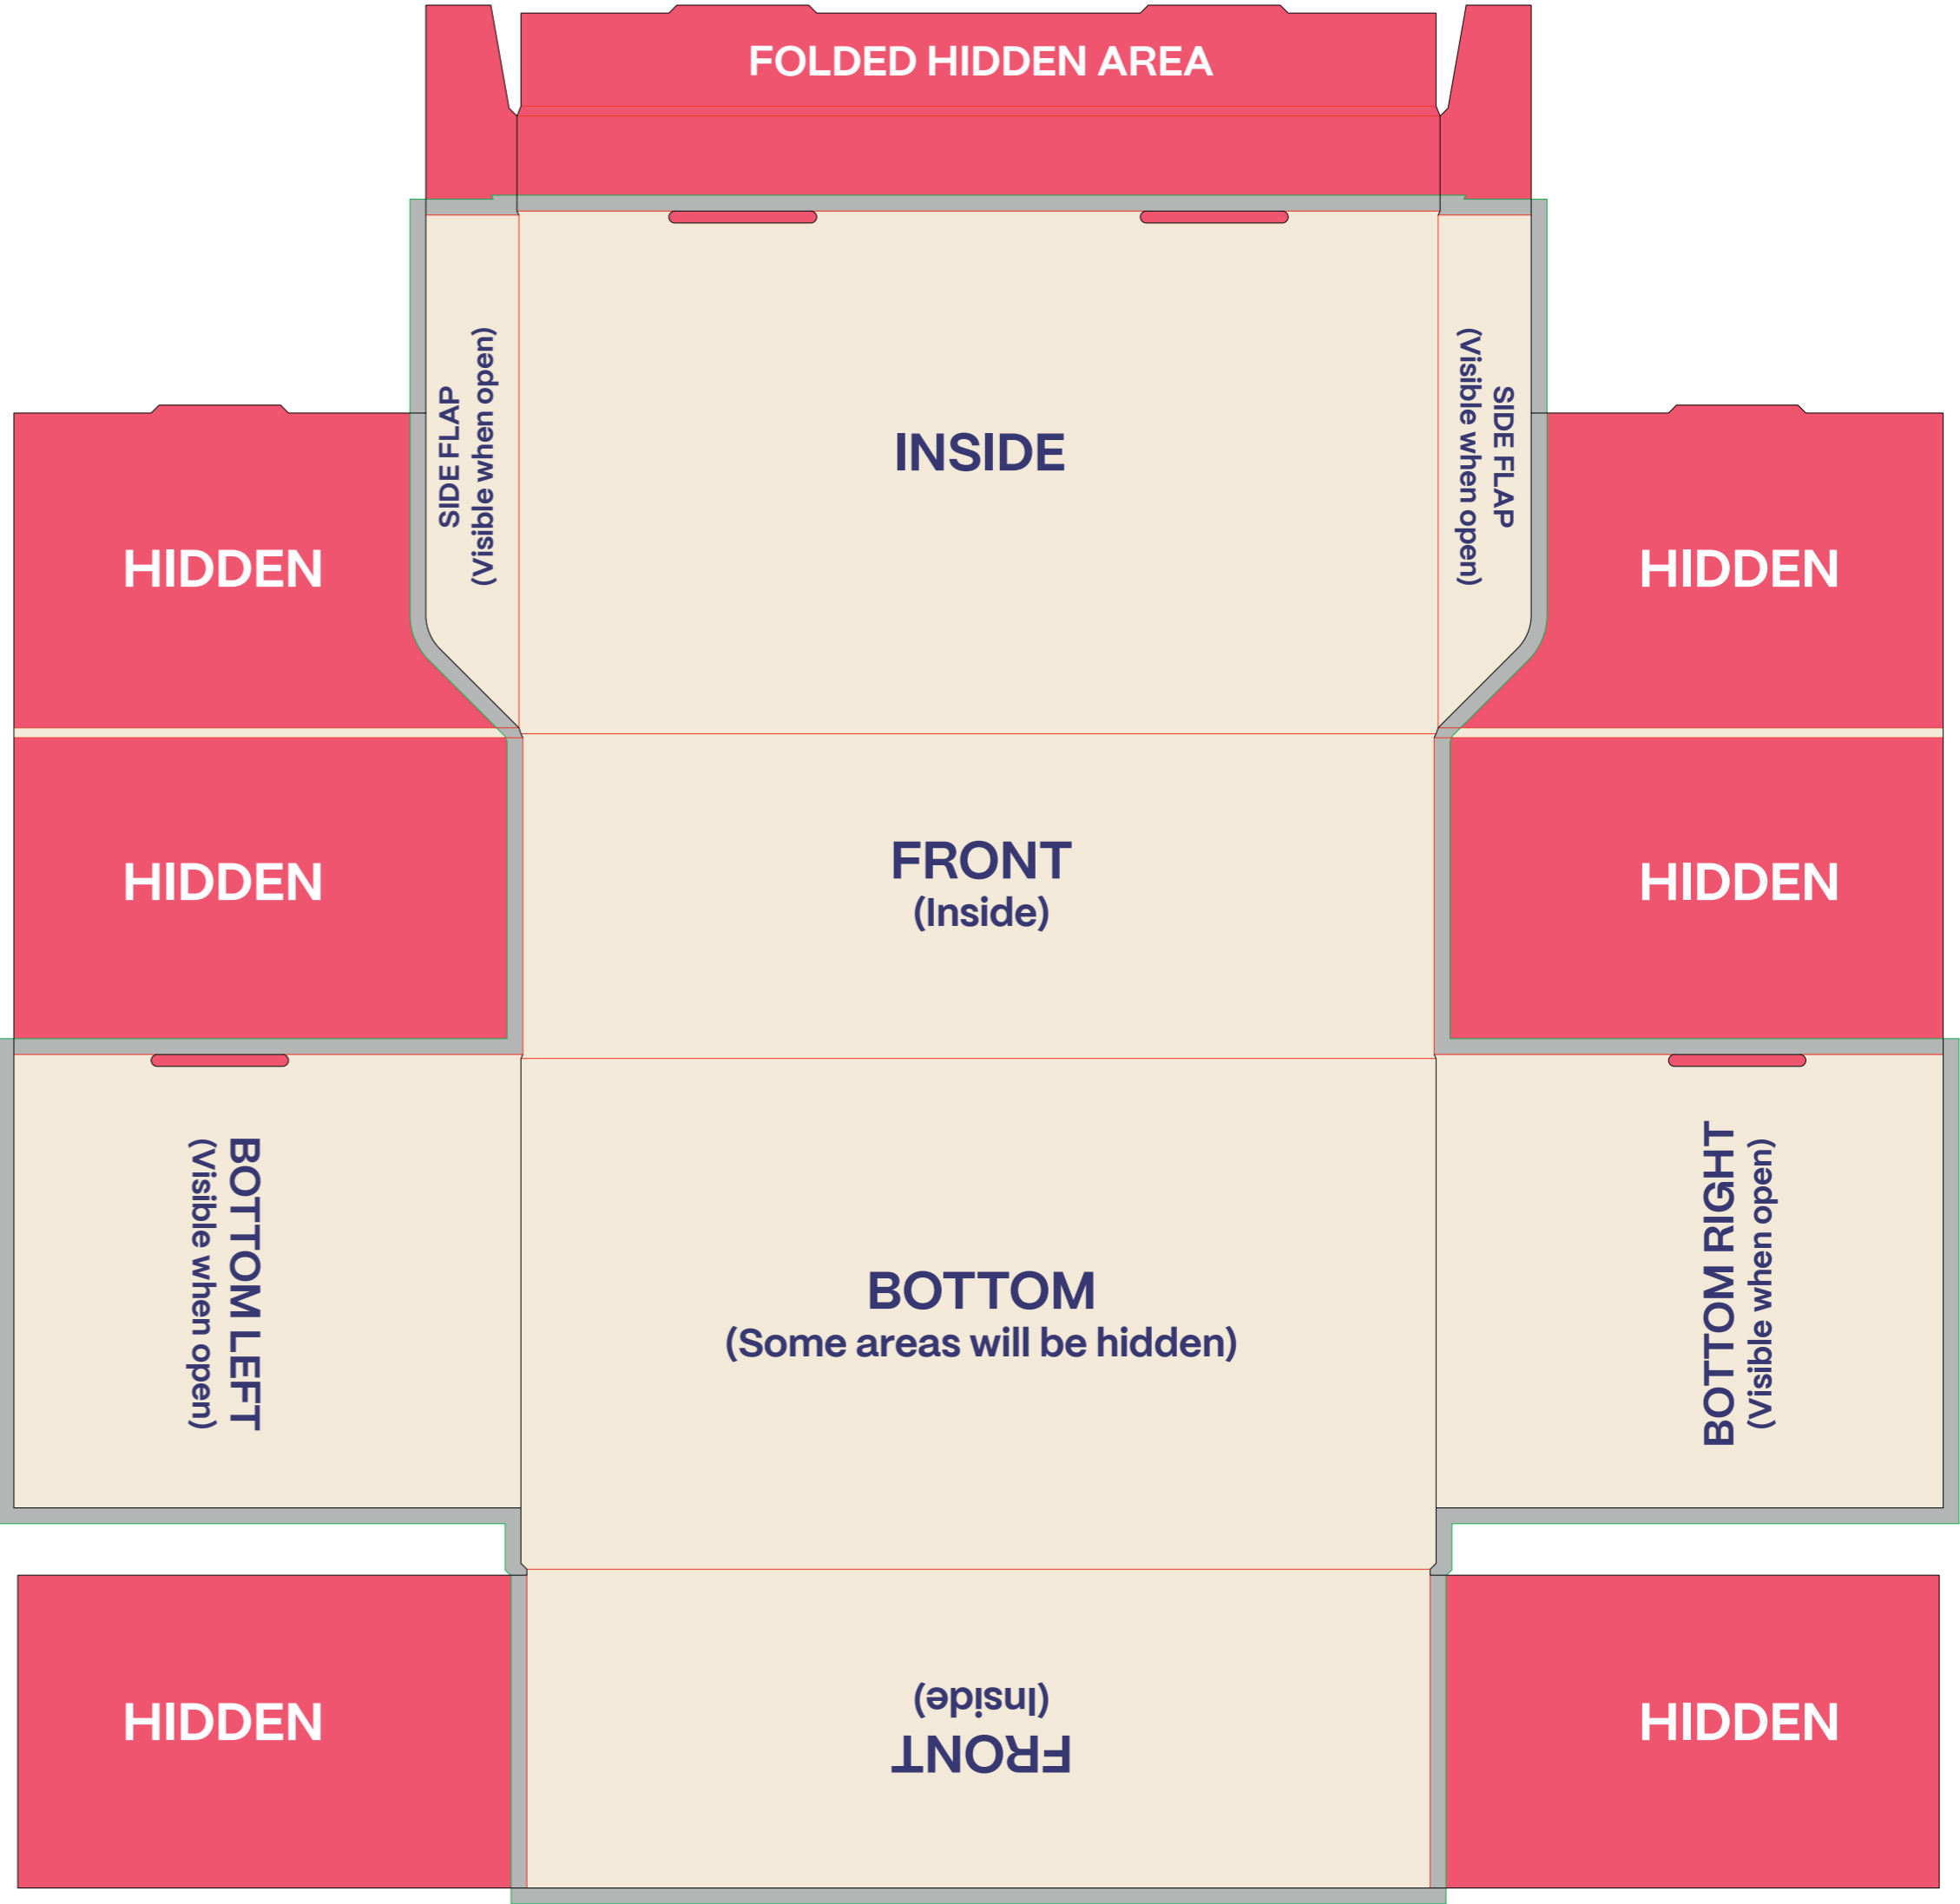 FOLDED HIDDEN AREA
SIDE FLAP
(Visible when open)
INSIDE
SIDE FLAP
(Visible when open)
HIDDEN
HIDDEN
HIDDEN
FRONT
(Inside)
HIDDEN
BOTTOM LEFT
(Visible when open)
BOTTOM
(Some areas will be hidden)
BOTTOM RIGHT
(Visible when open)
HIDDEN
FRONT
(Inside)
HIDDEN